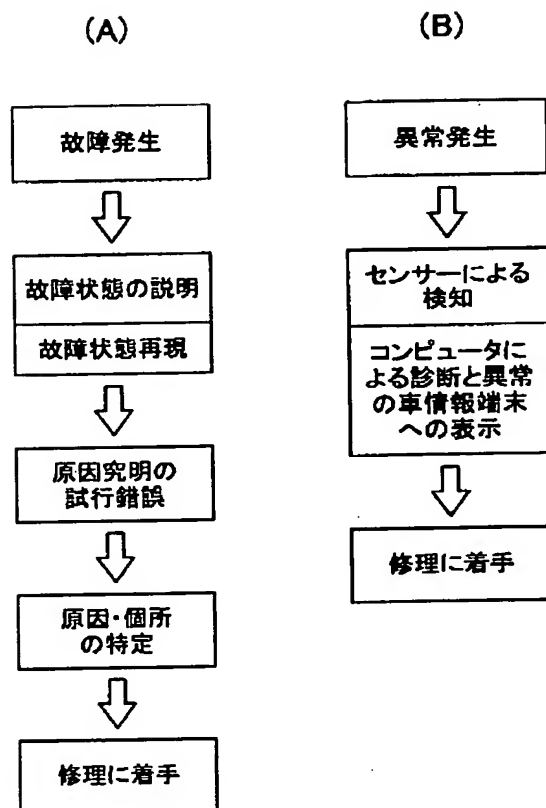 (A)
故障発生
故障状態の説明
故障状態再現
原因究明の
試行錯誤
原因・個所
の特定
修理に着手
(B)
異常発生
センサーによる
検知
コンピュータに
よる診断と異常
の車情報端末
への表示
修理に着手